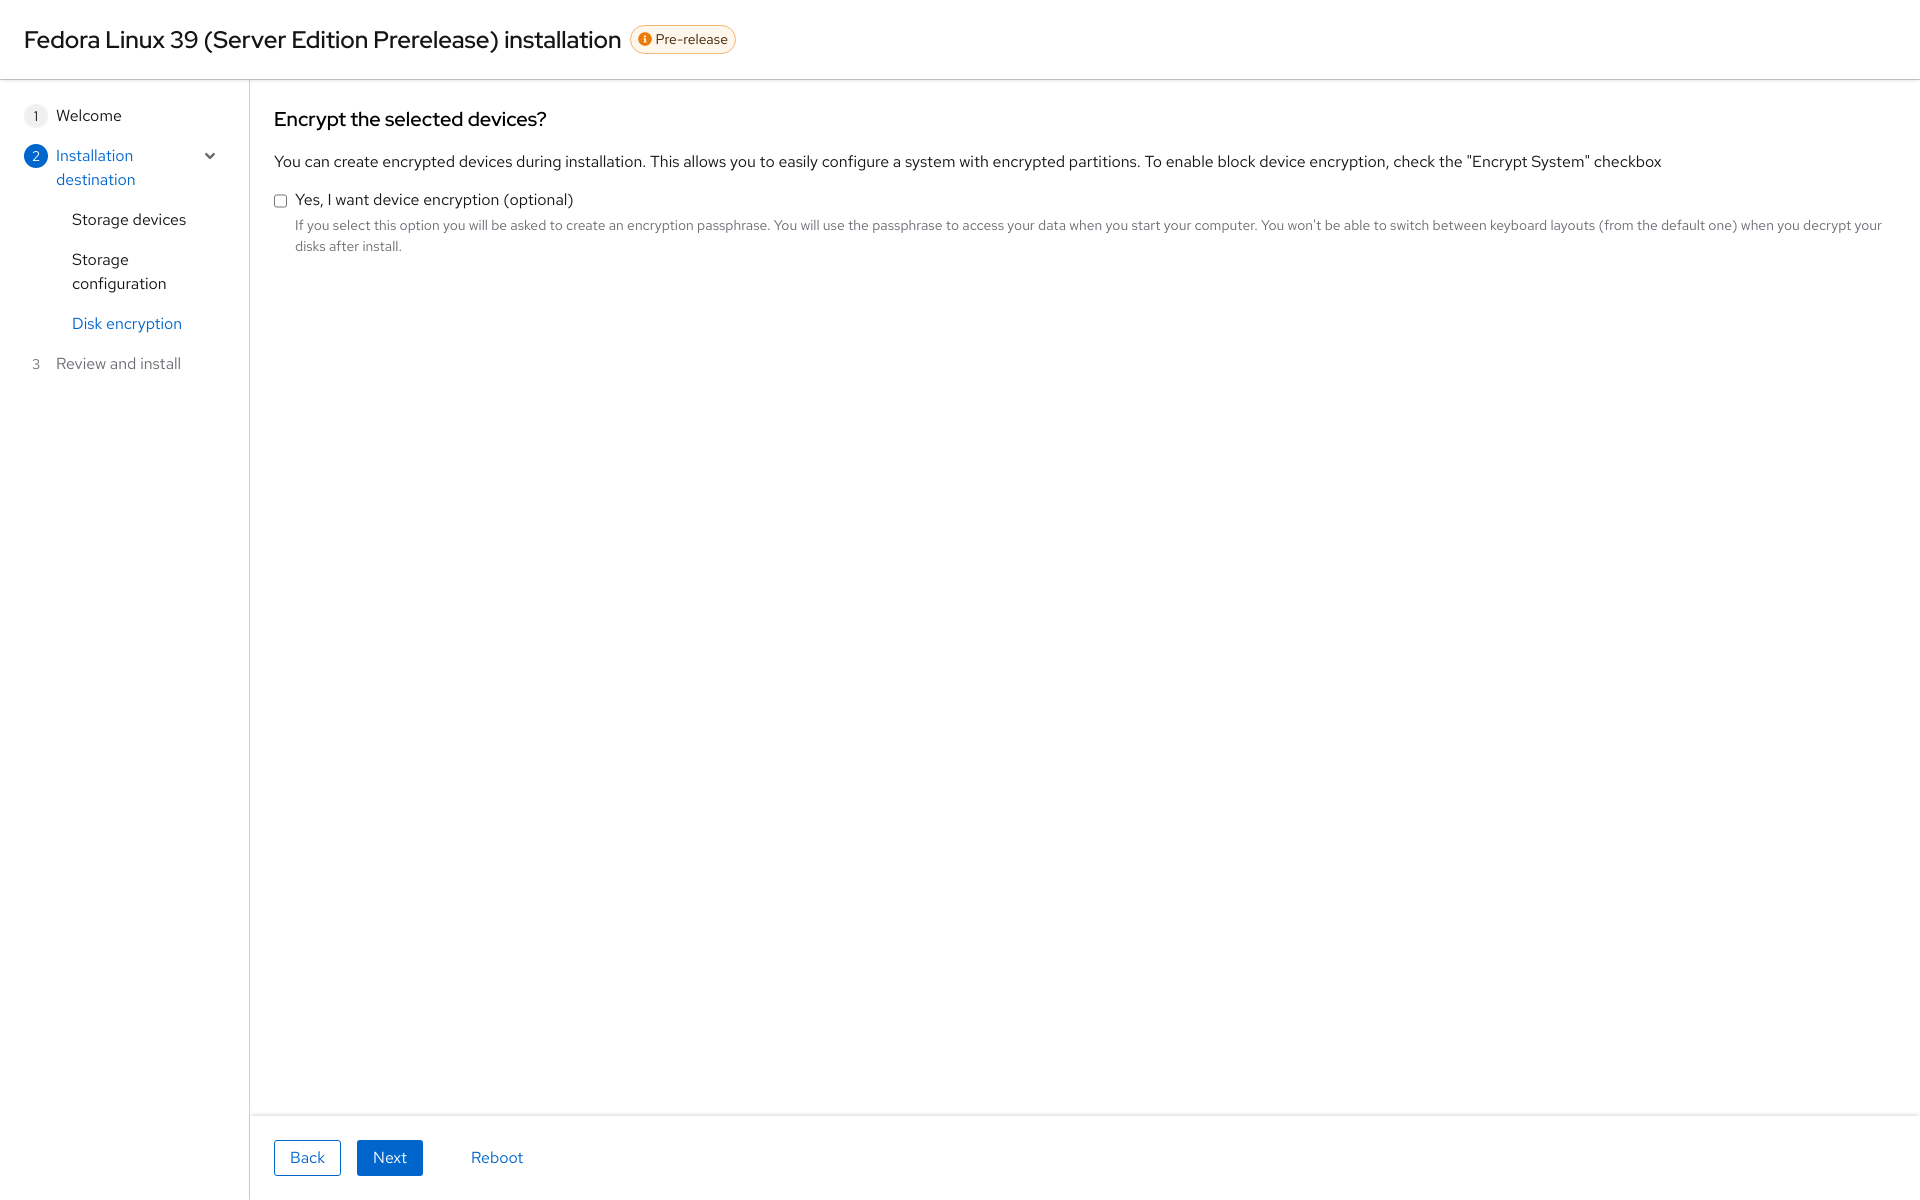 Fedora Linux 39 (Server Edition Prerelease) installation Pre-release
1 Welcome
2 Installation
destination
Storage devices
Storage
configuration
Disk encryption
3 Review and install
Encrypt the selected devices?
You can create encrypted devices during installation. This allows you to easily configure a system with encrypted partitions. To enable block device encryption, check the "Encrypt System" checkbox
Yes, I want device encryption (optional)
If you select this option you will be asked to create an encryption passphrase. You will use the passphrase to access your data when you start your computer. You won't be able to switch between keyboard layouts (from the default one) when you decrypt your
disks after install.
Back Next Reboot